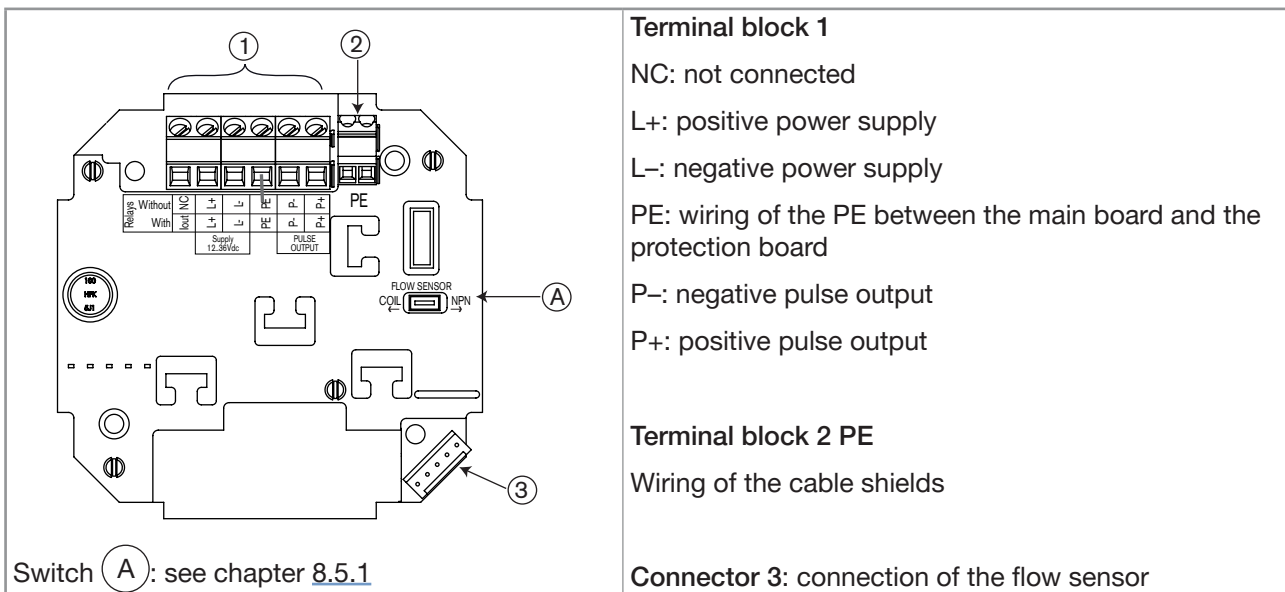 1
2
Relays
Without NC L+ L- PE P- P+
With Iout L+ L- PE P- P+
PE
Supply
12..36Vdc
PULSE
OUTPUT
FLOW SENSOR
COIL NPN
A
100
HFK
6J1
3
Switch A: see chapter 8.5.1
Terminal block 1
NC: not connected
L+: positive power supply
L–: negative power supply
PE: wiring of the PE between the main board and the
protection board
P–: negative pulse output
P+: positive pulse output
Terminal block 2 PE
Wiring of the cable shields
Connector 3: connection of the flow sensor